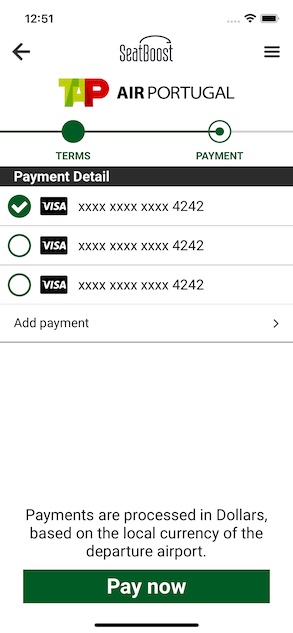 12:51
SeatBoost
TAP AIR PORTUGAL
TERMS
PAYMENT
Payment Detail
VISA xxxx xxxx xxxx 4242
VISA xxxx xxxx xxxx 4242
VISA xxxx xxxx xxxx 4242
Add payment
Payments are processed in Dollars,
based on the local currency of the
departure airport.
Pay now